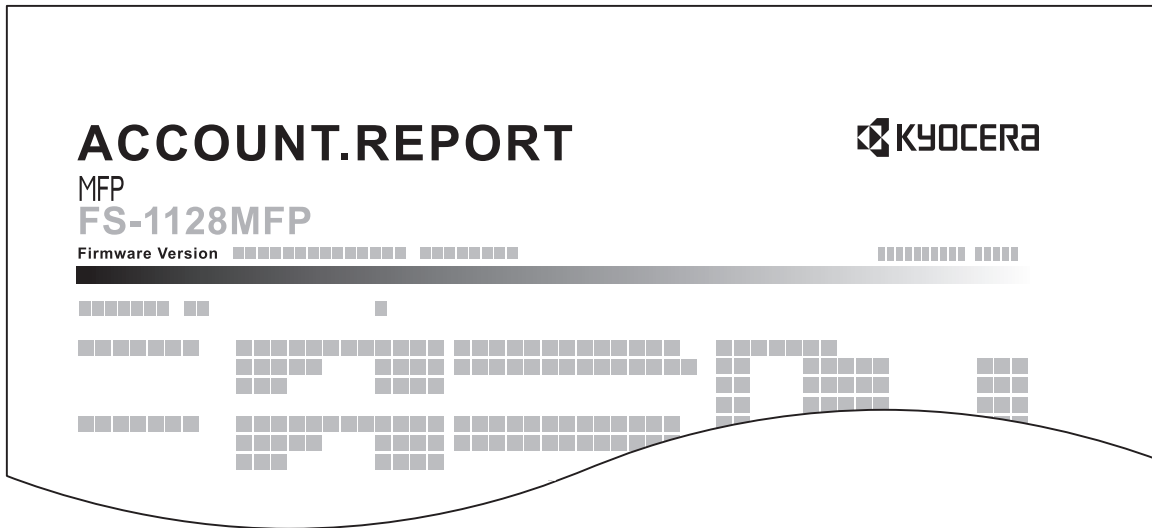 ACCOUNT.REPORT
KYOCERA
MFP
FS-1128MFP
Firmware Version